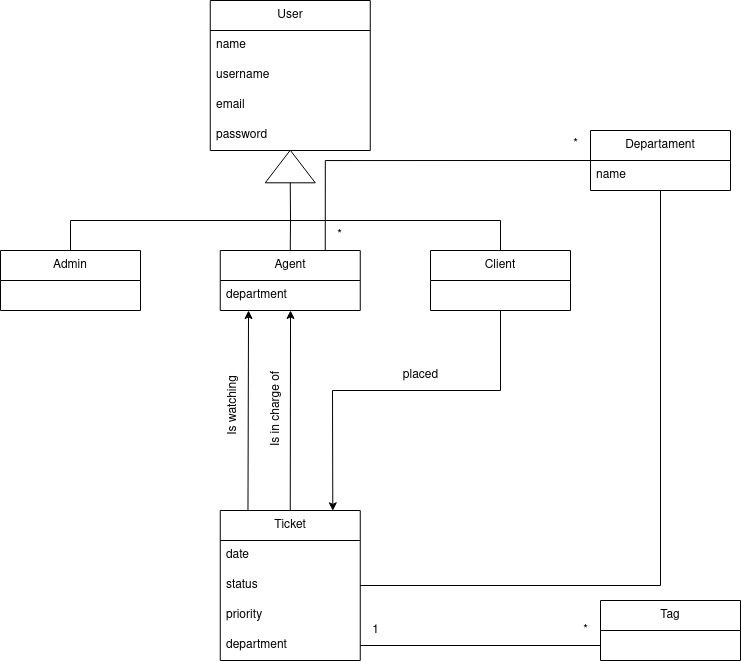 User
name
username
email
password
*
Departament
name
*
Admin
Agent
department
Client
Is watching
Is in charge of
placed
Ticket
date
status
priority
department
1
*
Tag